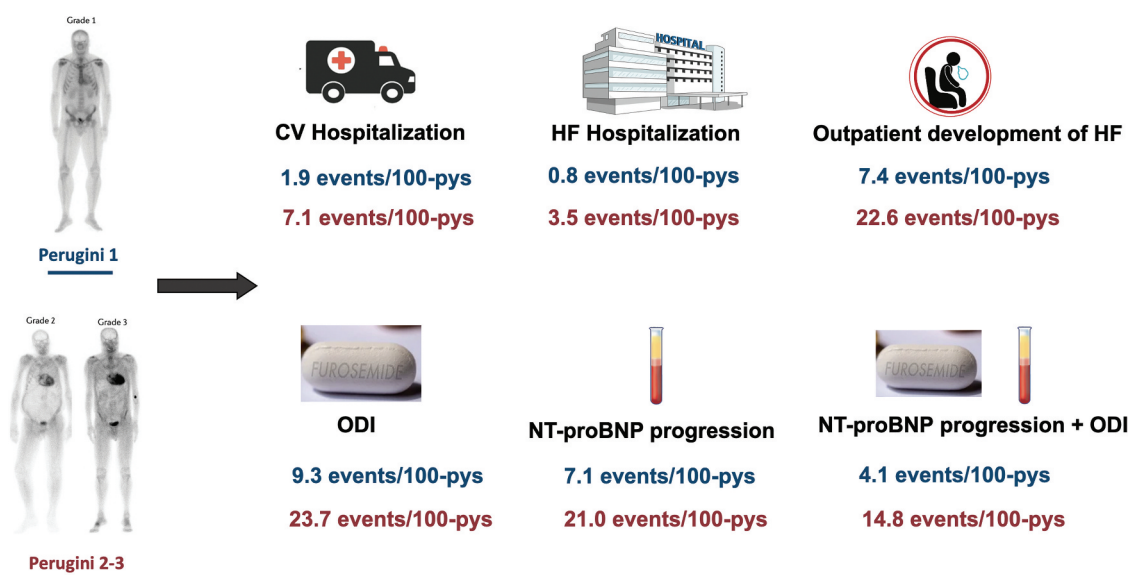 Grade 1
HOSPITAL
CV Hospitalization
HF Hospitalization
Outpatient development of HF
1.9 events/100-pys
0.8 events/100-pys
7.4 events/100-pys
7.1 events/100-pys
3.5 events/100-pys
22.6 events/100-pys
Perugini 1
Grade 2
Grade 3
FUROSEMIDE
FUROSEMIDE
ODI
NT-proBNP progression
NT-proBNP progression + ODI
9.3 events/100-pys
7.1 events/100-pys
4.1 events/100-pys
23.7 events/100-pys
21.0 events/100-pys
14.8 events/100-pys
Perugini 2-3